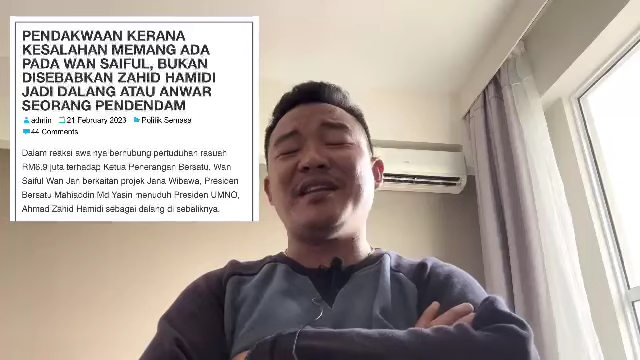 PENDAKWAAN KERANA
KESALAHAN MEMANG ADA
PADA WAN SAIFUL, BUKAN
DISEBABKAN ZAHID HAMIDI
JADI DALANG ATAU ANWAR
SEORANG PENDENDAM
admin 21 February 2023 Politik Semasa
44 Comments
Dalam reaksi awalnya berhubung pertuduhan rasuah
RM6.9 juta terhadap Ketua Penerangan Bersatu, Wan
Saiful Wan Jan berkaitan projek Jana Wibawa, Presiden
Bersatu Mahiaddin Md Yasin menuduh Presiden UMNO,
Ahmad Zahid Hamidi sebagai dalang di sebaliknya.